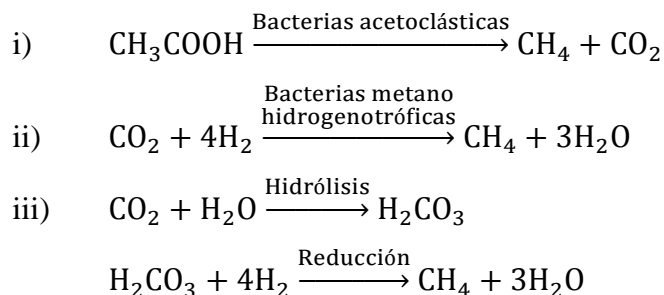 i) CH₃COOH Bacterias acetoclásticas → CH₄ + CO₂
ii) CO₂ + 4H₂ Bacterias metano hidrogenotróficas → CH₄ + 3H₂O
iii) CO₂ + H₂O Hidrólisis → H₂CO₃
H₂CO₃ + 4H₂ Reducción → CH₄ + 3H₂O